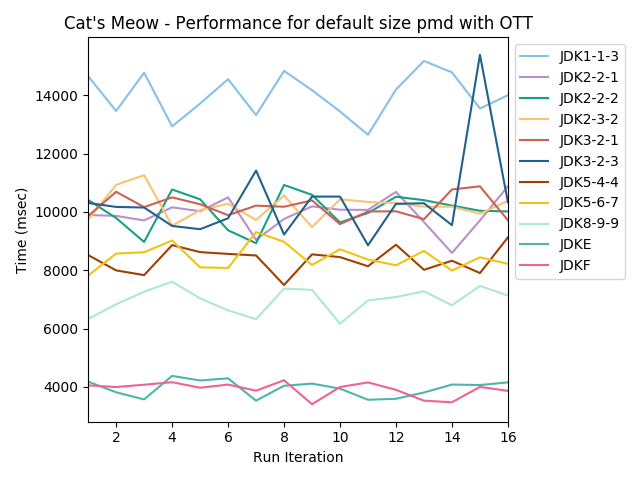 Cat's Meow - Performance for default size pmd with OTT
Time (msec)
14000
12000
10000
8000
6000
4000
2 4 6 8 10 12 14 16
Run Iteration
JDK1-1-3
JDK2-2-1
JDK2-2-2
JDK2-3-2
JDK3-2-1
JDK3-2-3
JDK5-4-4
JDK5-6-7
JDK8-9-9
JDKE
JDKF